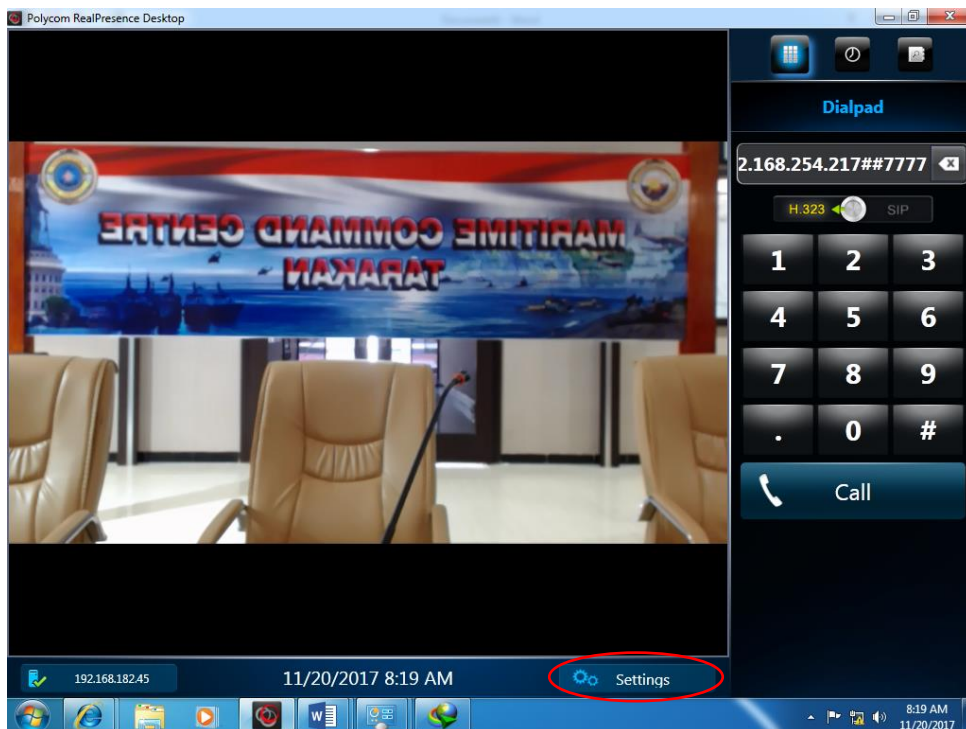 Polycom RealPresence Desktop
Dialpad
2.168.254.217##7777
H.323 SIP
MARITIME COMMAND CENTRE
TARAKAN
1 2 3
4 5 6
7 8 9
. 0 #
Call
192.168.182.45
11/20/2017 8:19 AM
Settings
8:19 AM
11/20/2017